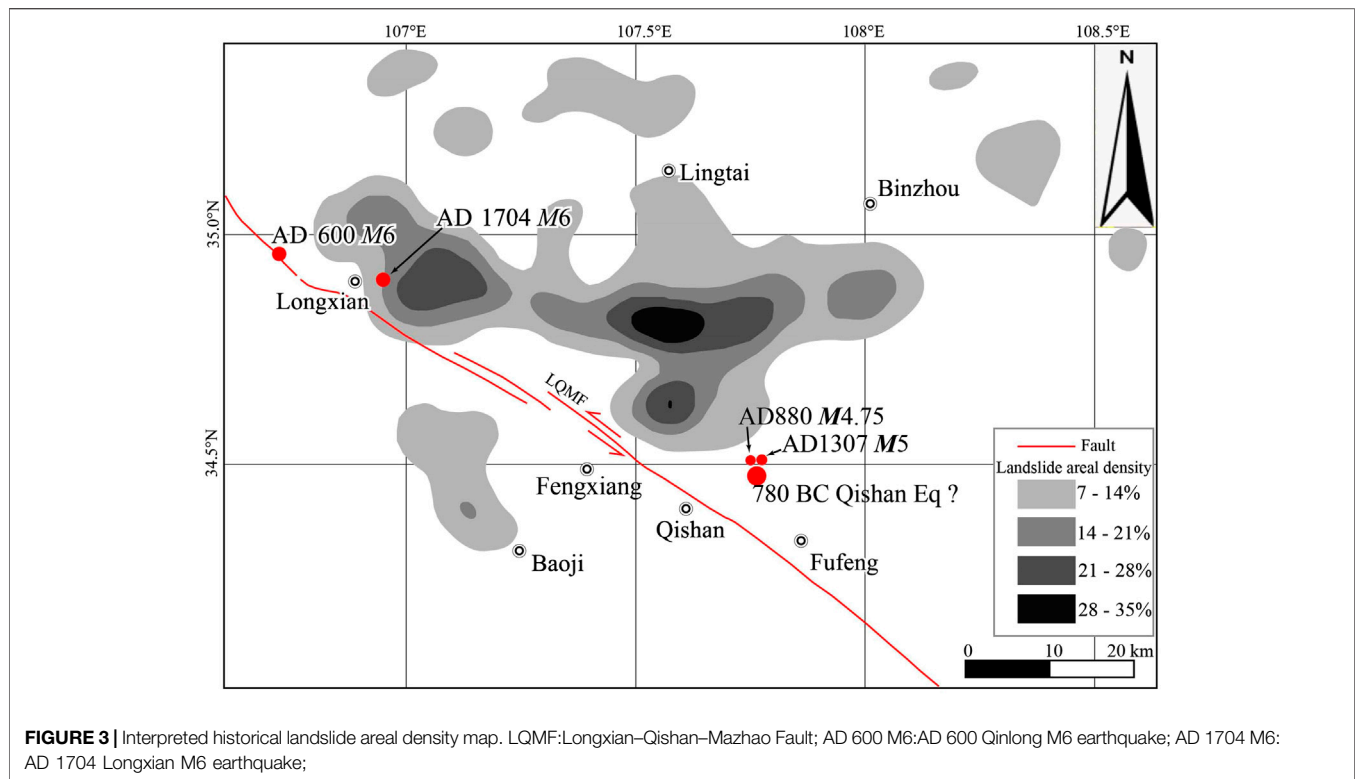 107°E 107.5°E 108°E 108.5°E
N
Lingtai
Binzhou
35.0°N
AD 600 M6
AD 1704 M6
Longxian
LQMF
34.5°N
AD880 M4.75
AD1307 M5
780 BC Qishan Eq ?
Fengxiang
Qishan
Baoji
Fufeng
Fault
Landslide areal density
7 - 14%
14 - 21%
21 - 28%
28 - 35%
0 10 20 km
FIGURE 3 | Interpreted historical landslide areal density map. LQMF:Longxian–Qishan–Mazhao Fault; AD 600 M6:AD 600 Qinlong M6 earthquake; AD 1704 M6:
AD 1704 Longxian M6 earthquake;